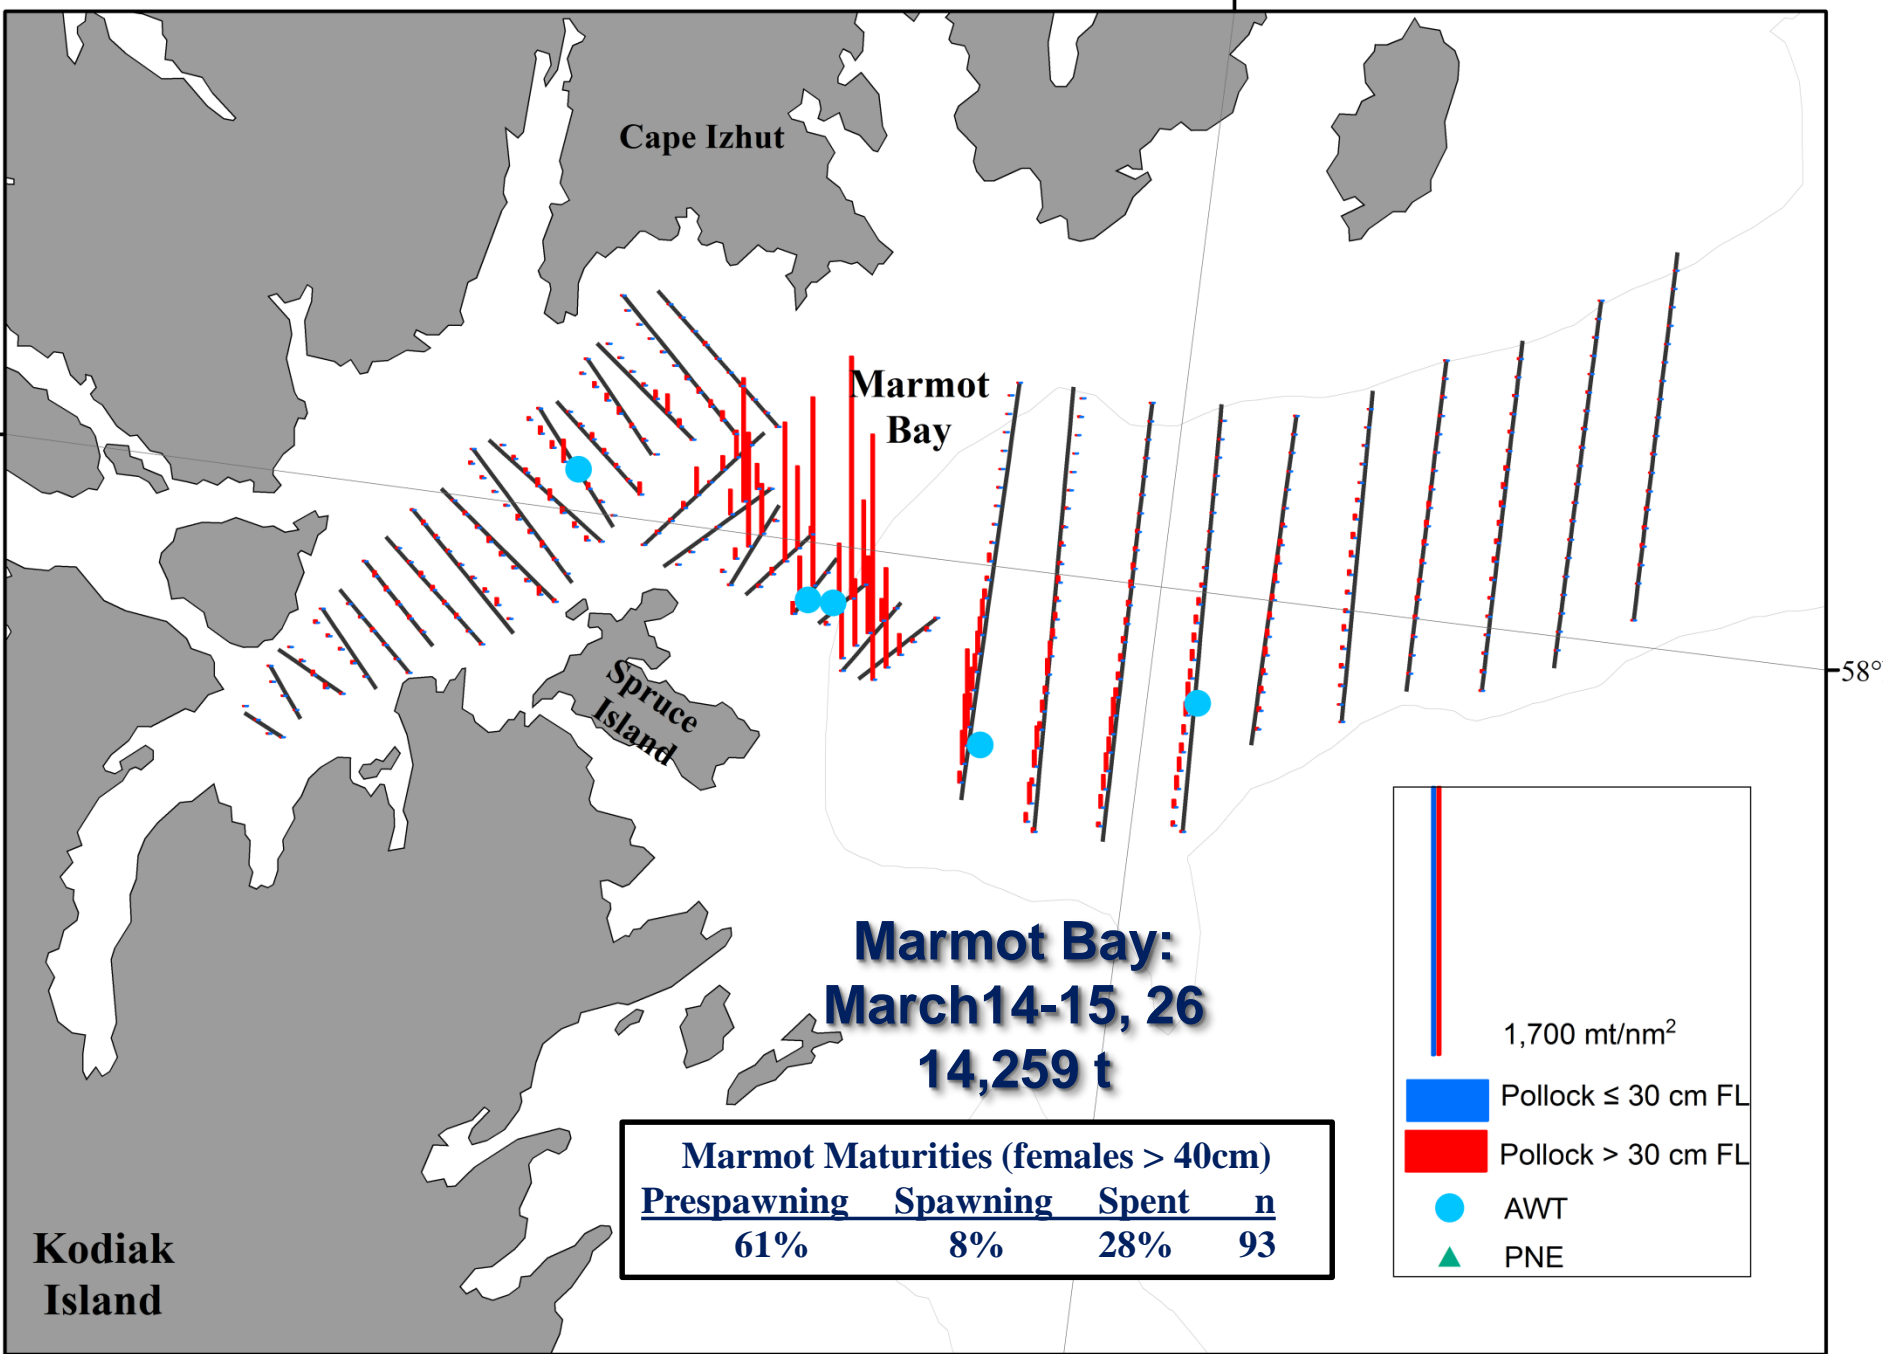 Cape Izhut
Marmot
Bay
58°
Spruce
Island
Marmot Bay:
March14-15, 26
14,259 t
1,700 mt/nm²
Pollock ≤ 30 cm FL
Pollock > 30 cm FL
AWT
PNE
Marmot Maturities (females > 40cm)
Prespawning Spawning Spent n
61% 8% 28% 93
Kodiak
Island